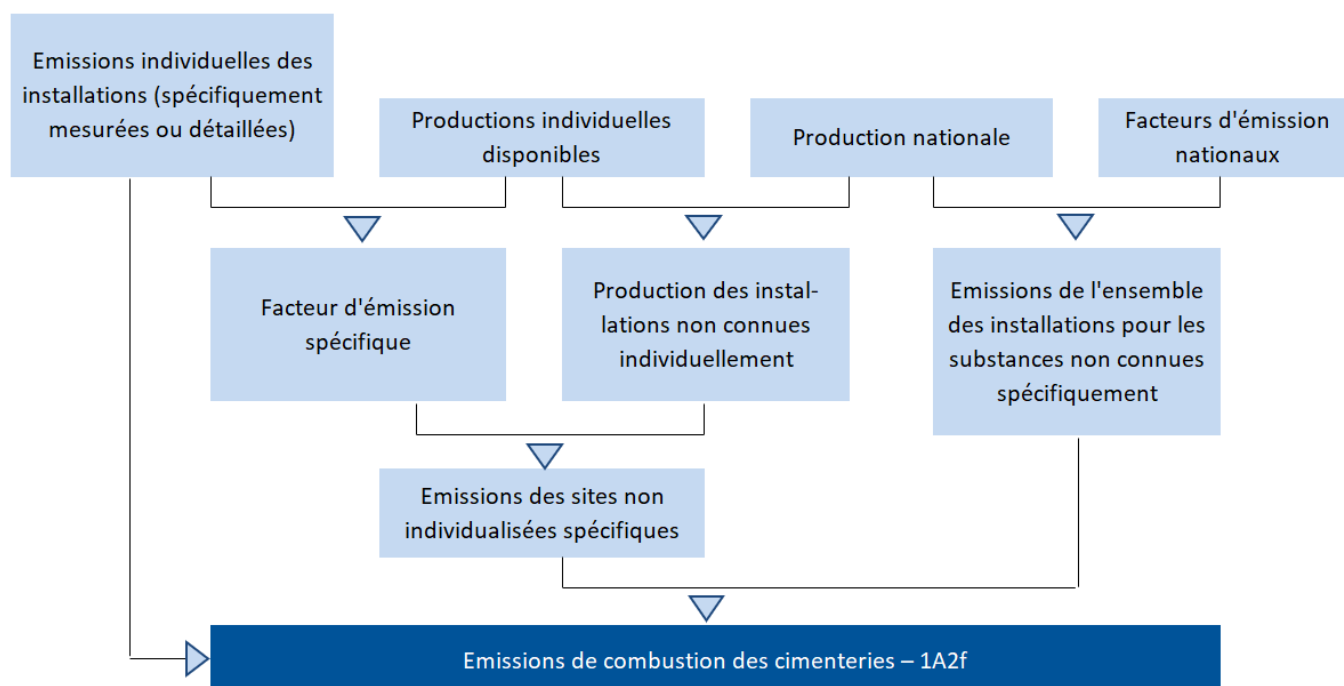 Emissions individuelles des
installations (spécifiquement
mesurées ou détaillées)
Productions individuelles
disponibles
Production nationale
Facteurs d'émission
nationaux
Facteur d'émission
spécifique
Production des instal-
lations non connues
individuellement
Emissions de l'ensemble
des installations pour les
substances non connues
spécifiquement
Emissions des sites non
individualisées spécifiques
Emissions de combustion des cimenteries – 1A2f